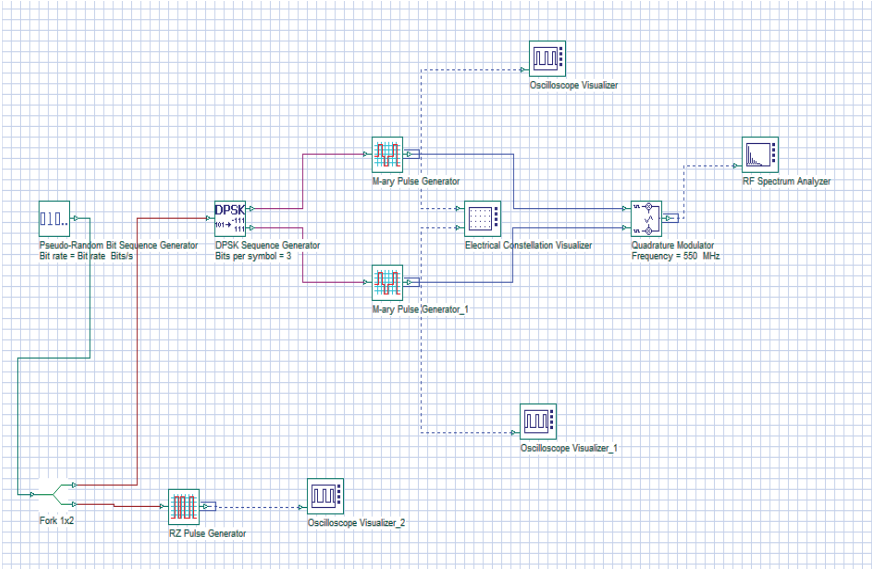 Oscilloscope Visualizer
M-ary Pulse Generator
RF Spectrum Analyzer
010..
Pseudo-Random Bit Sequence Generator
Bit rate = Bit rate Bits/s
DPSK
101 -111
111
DPSK Sequence Generator
Bits per symbol = 3
Electrical Constellation Visualizer
Quadrature Modulator
Frequency = 550 MHz
M-ary Pulse Generator_1
Oscilloscope Visualizer_1
Fork 1x2
RZ Pulse Generator
Oscilloscope Visualizer_2